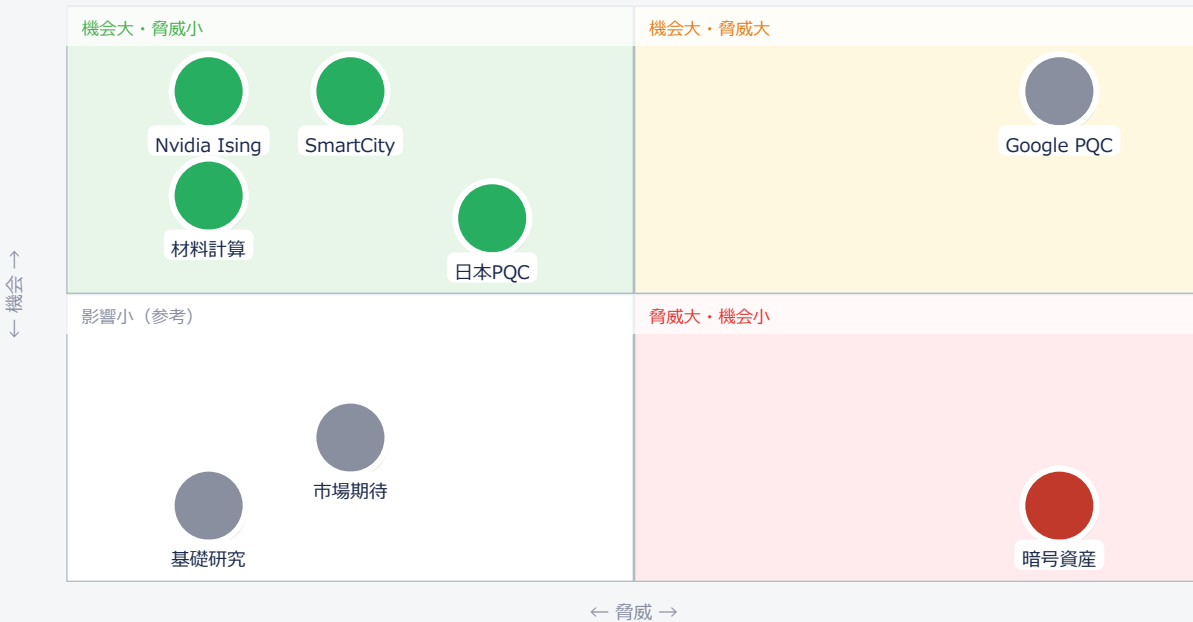 機会大・脅威小
機会大・脅威大
Nvidia Ising
SmartCity
Google PQC
材料計算
日本PQC
← 機会 →
影響小（参考）
脅威大・機会小
市場期待
基礎研究
暗号資産
← 脅威 →